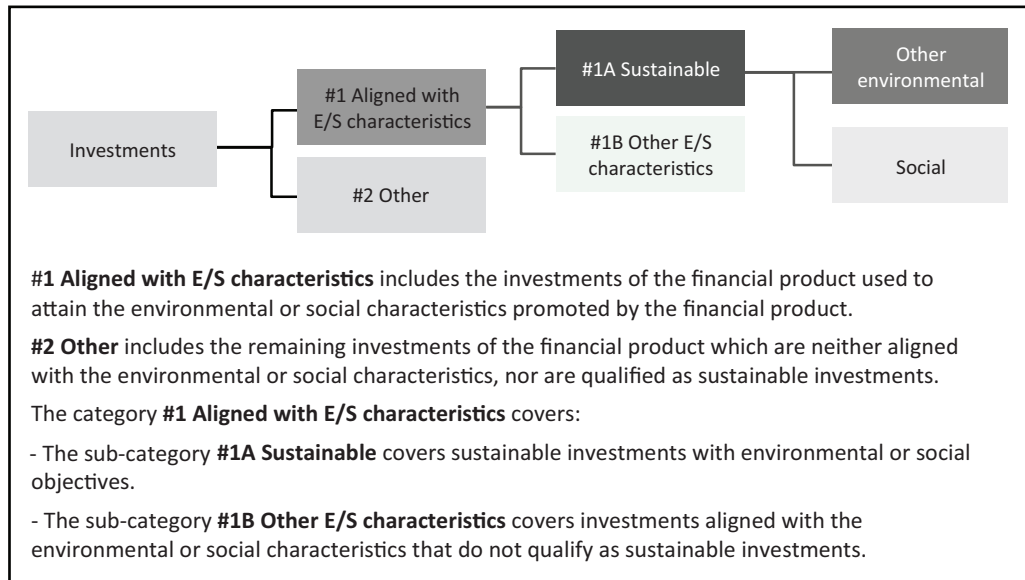 Investments
#1 Aligned with
E/S characteristics
#2 Other
#1A Sustainable
#1B Other E/S
characteristics
Other
environmental
Social
#1 Aligned with E/S characteristics includes the investments of the financial product used to
attain the environmental or social characteristics promoted by the financial product.
#2 Other includes the remaining investments of the financial product which are neither aligned
with the environmental or social characteristics, nor are qualified as sustainable investments.
The category #1 Aligned with E/S characteristics covers:
- The sub-category #1A Sustainable covers sustainable investments with environmental or social
objectives.
- The sub-category #1B Other E/S characteristics covers investments aligned with the
environmental or social characteristics that do not qualify as sustainable investments.